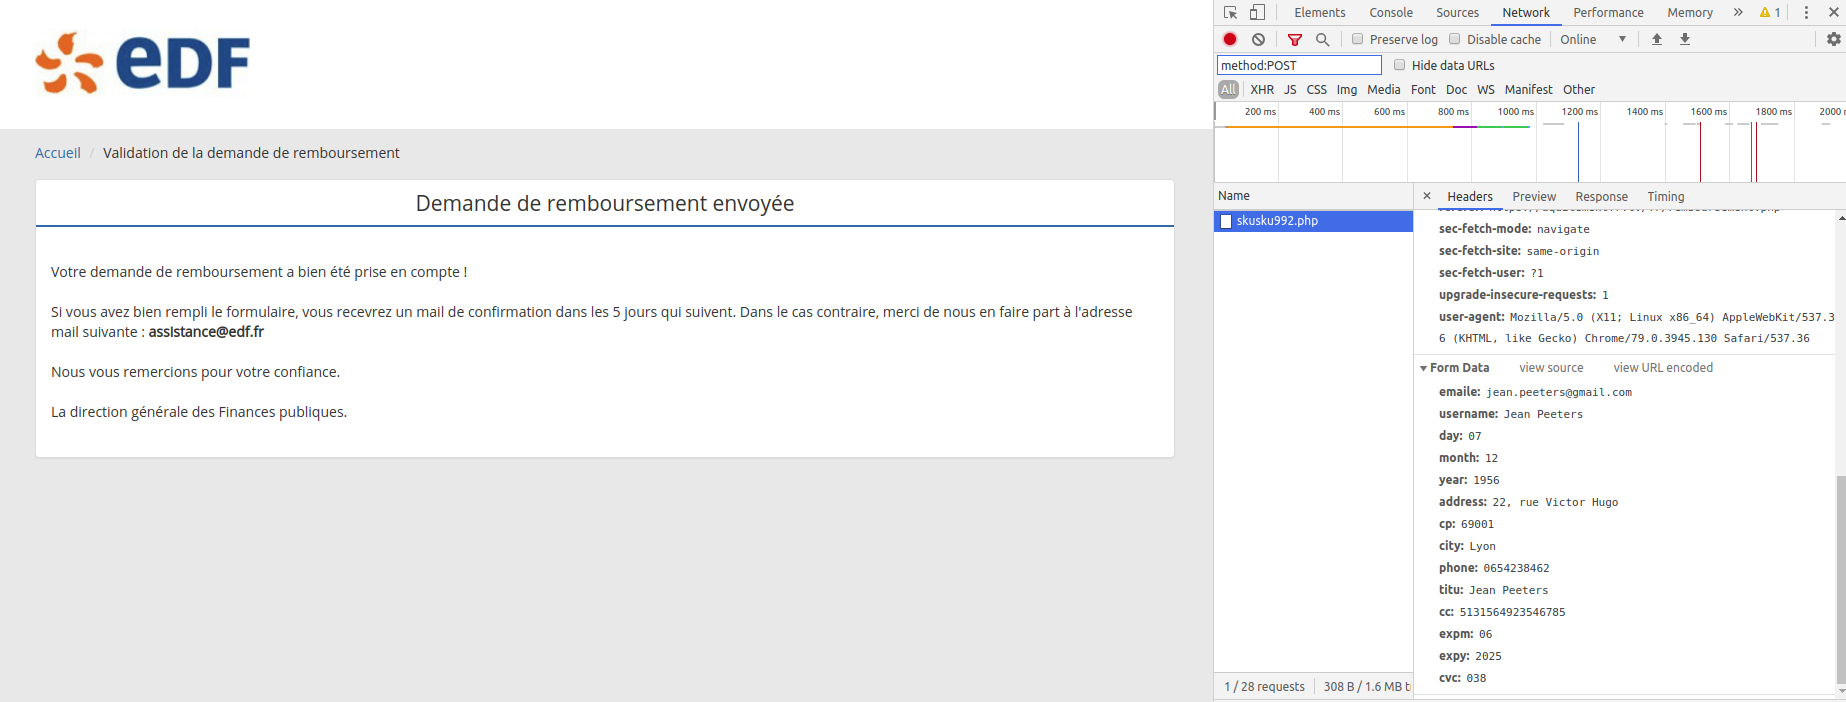 eDF
Accueil / Validation de la demande de remboursement
Demande de remboursement envoyée
Votre demande de remboursement a bien été prise en compte !
Si vous avez bien rempli le formulaire, vous recevrez un mail de confirmation dans les 5 jours qui suivent. Dans le cas contraire, merci de nous en faire part à l'adresse
mail suivante : assistance@edf.fr
Nous vous remercions pour votre confiance.
La direction générale des Finances publiques.
Elements Console Sources Network Performance Memory » 1
Preserve log Disable cache Online
method:POST Hide data URLs
All XHR JS CSS Img Media Font Doc WS Manifest Other
200 ms 400 ms 600 ms 800 ms 1000 ms 1200 ms 1400 ms 1600 ms 1800 ms 2000
Name
skusku992.php
1 / 28 requests 308 B / 1.6 MB
× Headers Preview Response Timing
sec-fetch-mode: navigate
sec-fetch-site: same-origin
sec-fetch-user: ?1
upgrade-insecure-requests: 1
user-agent: Mozilla/5.0 (X11; Linux x86_64) AppleWebKit/537.3
6 (KHTML, like Gecko) Chrome/79.0.3945.130 Safari/537.36
Form Data view source view URL encoded
emaile: jean.peeters@gmail.com
username: Jean Peeters
day: 07
month: 12
year: 1956
address: 22, rue Victor Hugo
cp: 69001
city: Lyon
phone: 0654238462
titu: Jean Peeters
cc: 5131564923546785
expm: 06
expy: 2025
cvc: 038